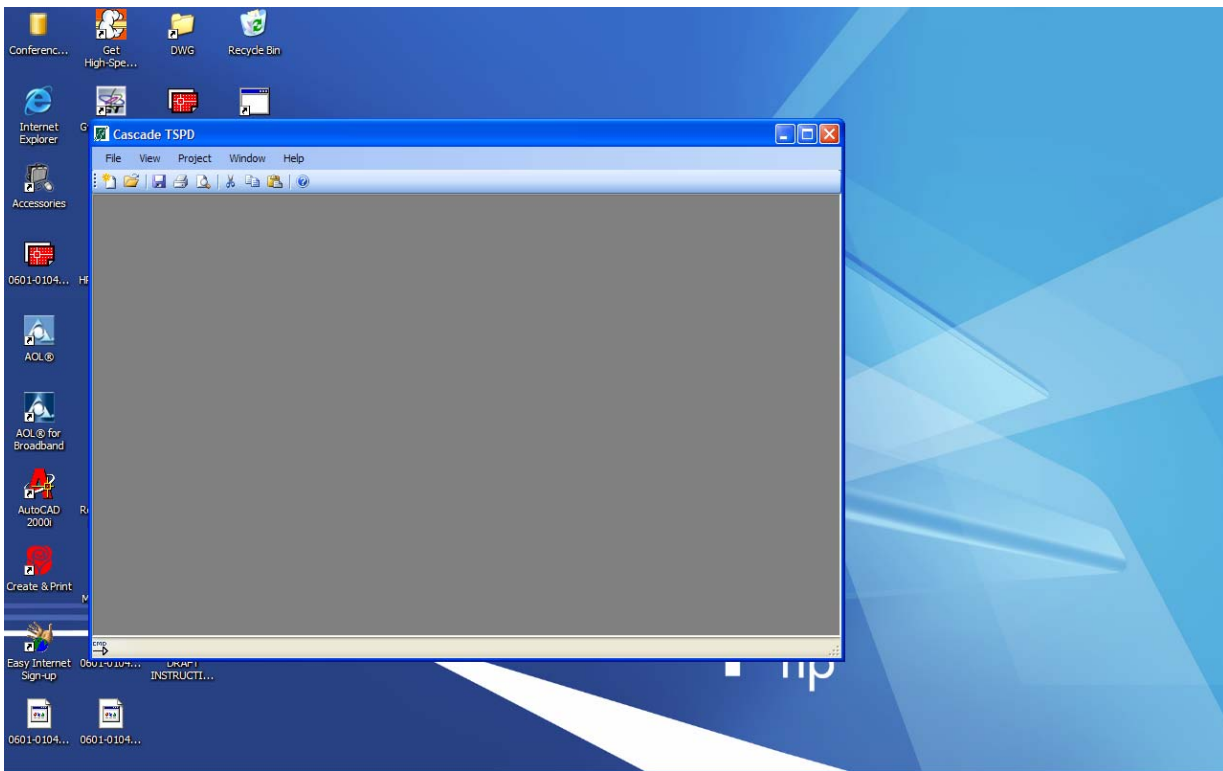 Conferenc...
Get
High-Spe...
DWG
Recycle Bin
Internet
Explorer
G
Cascade TSPD
File View Project Window Help
Accessories
0601-0104...
HP
AOL®
AOL® for
Broadband
AutoCAD
2000i
R
Create & Print
M
CMD
Easy Internet
Sign-up
0601-0104...
DRAFT
INSTRUCTI...
hp
0601-0104...
0601-0104...